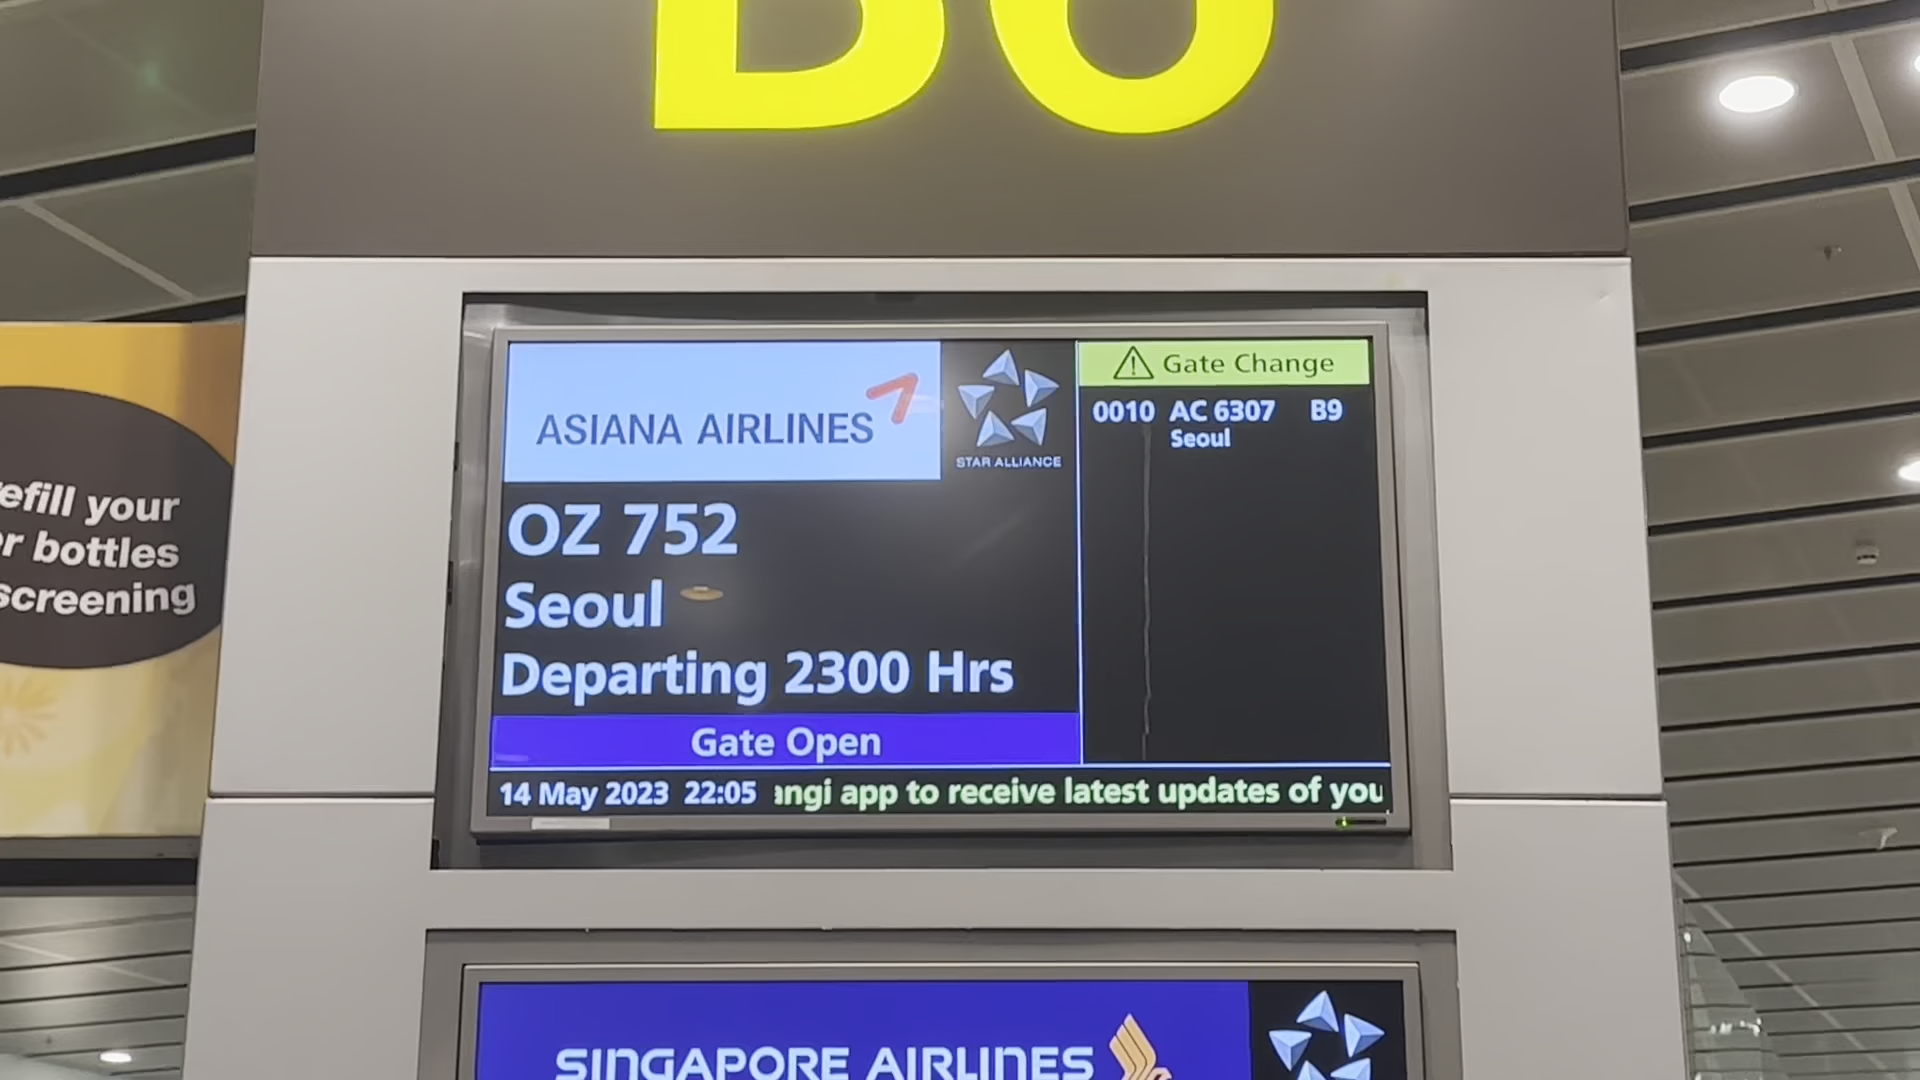 ASIANA AIRLINES
STAR ALLIANCE
OZ 752
Seoul
Departing 2300 Hrs
Gate Open
Gate Change
0010 AC 6307 B9
Seoul
14 May 2023 22:05 angi app to receive latest updates of you
efill your
r bottles
screening
SINGAPORE AIRLINES